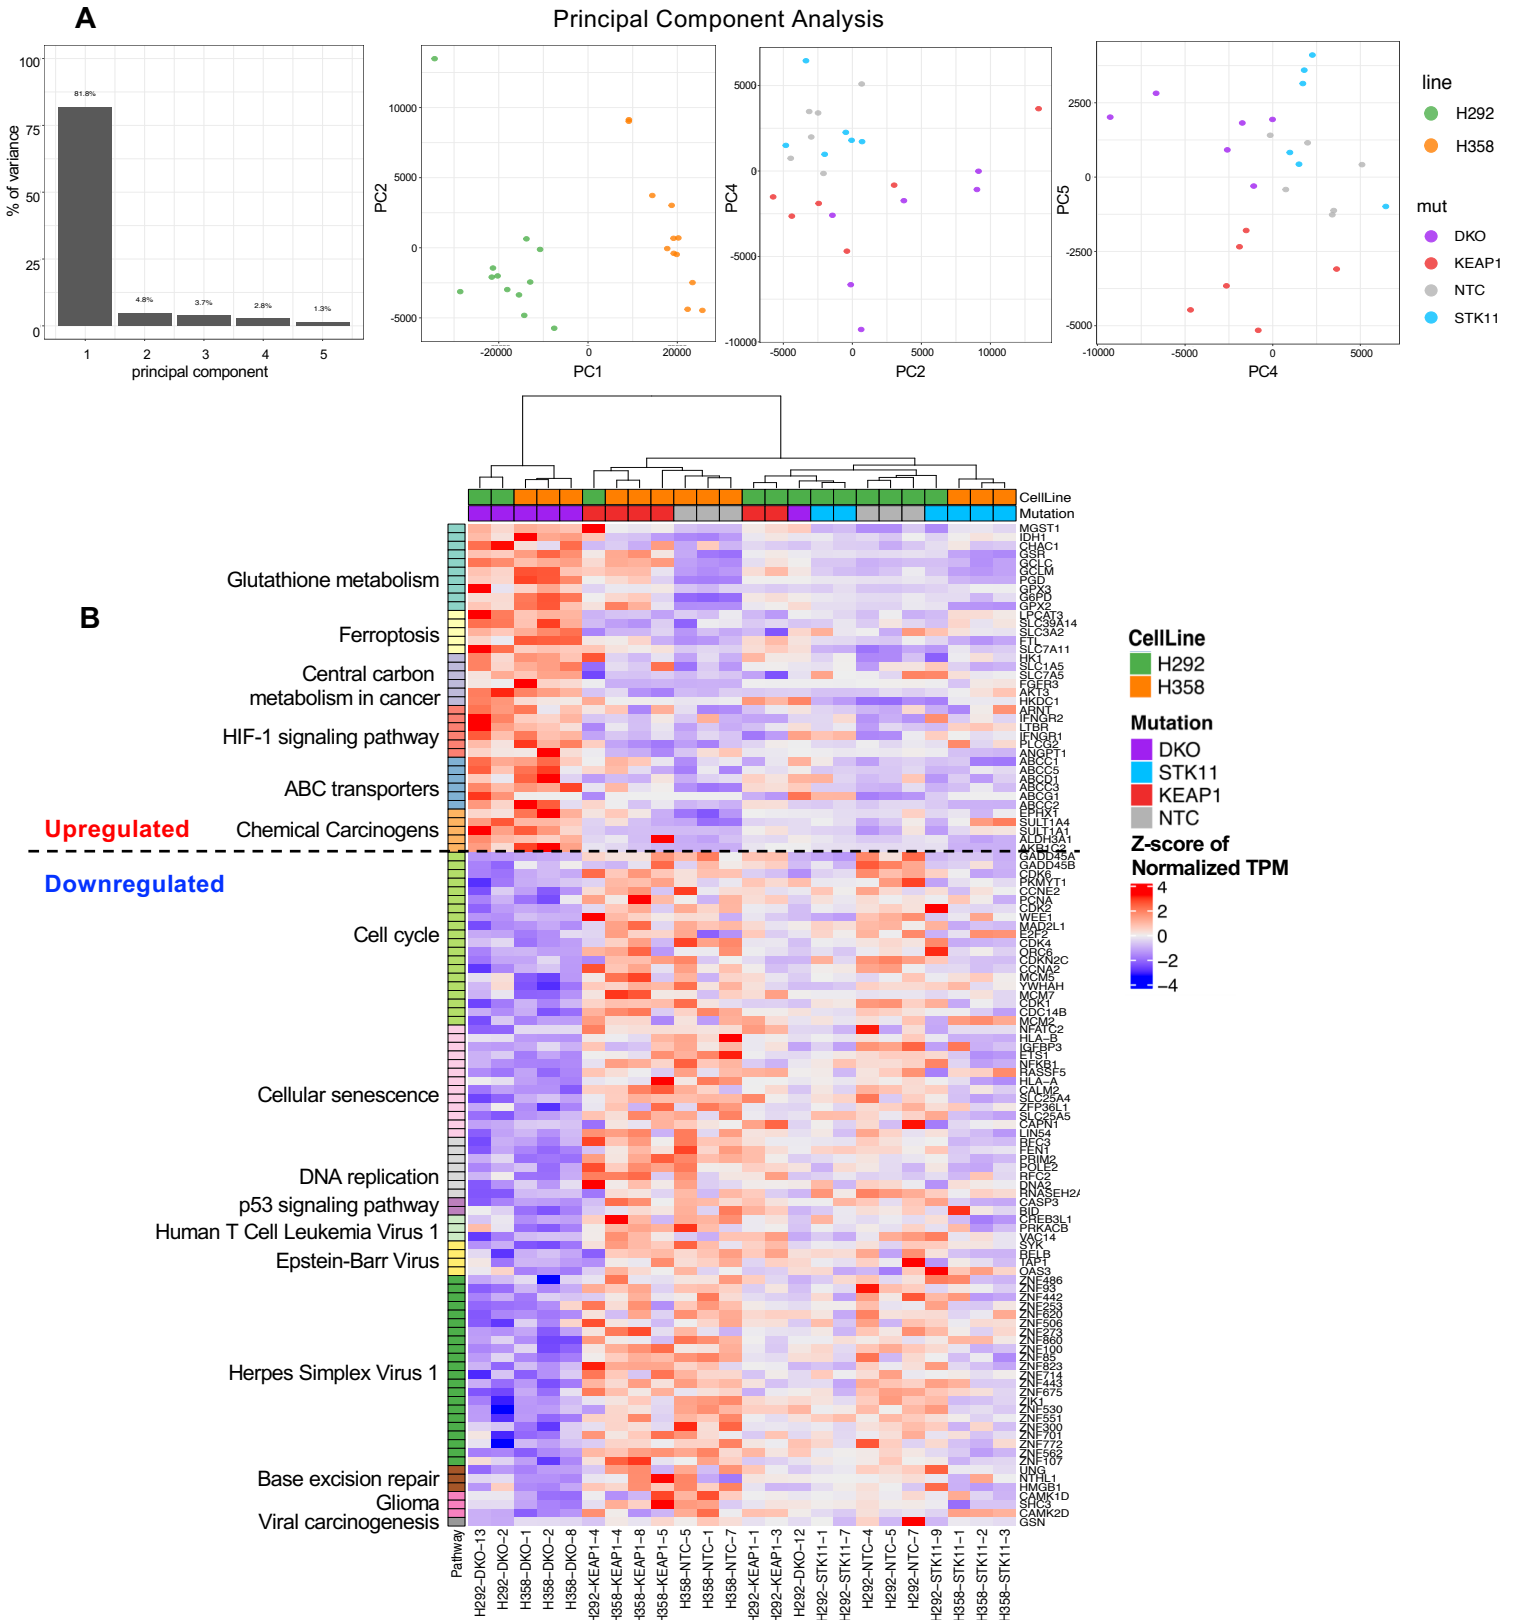 A
Principal Component Analysis
% of variance
100
75
50
25
0
81.8%
4.8%
3.7%
2.8%
1.3%
1 2 3 4 5
principal component
PC2
10000
5000
0
-5000
-20000 0 20000
PC1
PC4
5000
0
-5000
-10000
-5000 0 5000 10000
PC2
PC5
2500
0
-2500
-5000
-10000 -5000 0 5000
PC4
line
H292
H358
mut
DKO
KEAP1
NTC
STK11
B
CellLine
Mutation
Glutathione metabolism
Ferroptosis
Central carbon
metabolism in cancer
HIF-1 signaling pathway
ABC transporters
Chemical Carcinogens
Upregulated
Downregulated
Cell cycle
Cellular senescence
DNA replication
p53 signaling pathway
Human T Cell Leukemia Virus 1
Epstein-Barr Virus
Herpes Simplex Virus 1
Base excision repair
Glioma
Viral carcinogenesis
MGST1
IDH1
CHAC1
GSR
GCLC
GCLM
PGD
GPX3
G6PD
GPX2
LPCAT3
SLC39A14
SLC3A2
FTL
SLC7A11
HK1
SLC1A5
SLC7A5
FGFR3
AKT3
HKDC1
ARNT
IFNGR2
LTBR
IFNGR1
PLCG2
ANGPT1
ABCC1
ABCC5
ABCD1
ABCC3
ABCG1
ABCC2
EPHX1
SULT1A4
SULT1A1
ALDH3A1
AKR1C2
GADD45A
GADD45B
CDK6
PKMYT1
CCNE2
PCNA
CDK2
WEE1
MAD2L1
E2F2
CDK4
ORC6
CDKN2C
CCNA2
MCM5
YWHAH
MCM7
CDK1
CDC14B
MCM2
NFATC2
HLA−B
IGFBP3
ETS1
NFKB1
RASSF5
HLA−A
CALM2
SLC25A4
ZFP36L1
SLC25A5
CAPN1
LIN54
RFC3
FEN1
PRIM2
POLE2
RFC2
DNA2
RNASEH2A
CASP3
BID
CREB3L1
PRKACB
VAC14
SYK
RELB
TAP1
OAS3
ZNF486
ZNF93
ZNF442
ZNF253
ZNF620
ZNF506
ZNF273
ZNF860
ZNF100
ZNF85
ZNF823
ZNF714
ZNF443
ZNF675
ZIK1
ZNF530
ZNF551
ZNF300
ZNF701
ZNF772
ZNF562
ZNF107
UNG
NTHL1
HMGB1
CAMK1D
SHC3
CAMK2D
GSN
CellLine
H292
H358
Mutation
DKO
STK11
KEAP1
NTC
Z-score of
Normalized TPM
4
2
0
−2
−4
Pathway
H292−DKO−13
H292−DKO−2
H358−DKO−1
H358−DKO−2
H358−DKO−8
H292−KEAP1−4
H358−KEAP1−4
H358−KEAP1−8
H358−KEAP1−5
H358−NTC−5
H358−NTC−1
H358−NTC−7
H292−KEAP1−1
H292−KEAP1−3
H292−DKO−12
H292−STK11−1
H292−STK11−7
H292−NTC−4
H292−NTC−5
H292−NTC−7
H292−STK11−9
H358−STK11−1
H358−STK11−2
H358−STK11−3